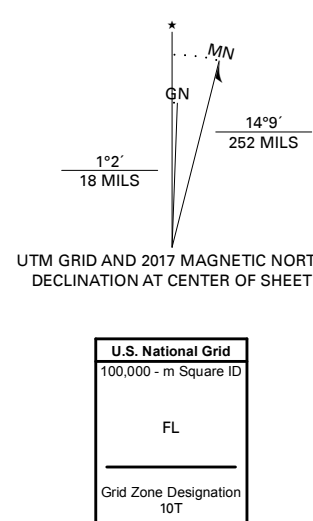 MN
GN
14°9´
252 MILS
1°2´
18 MILS
UTM GRID AND 2017 MAGNETIC NORT
DECLINATION AT CENTER OF SHEET
U.S. National Grid
100,000 - m Square ID
FL
Grid Zone Designation
10T